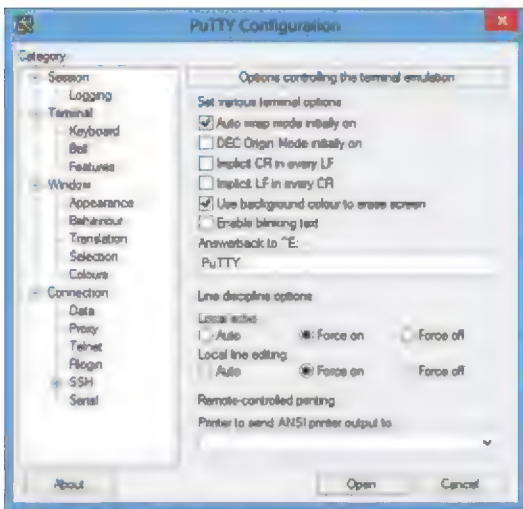 PuTTY Configuration
Category:
Session
Logging
Terminal
Keyboard
Bell
Features
Window
Appearance
Behaviour
Translation
Selection
Colours
Connection
Data
Proxy
Telnet
Rlogin
SSH
Serial
Options controlling the terminal emulation
Set various terminal options
Auto wrap mode initially on
DEC Origin Mode initially on
Implicit CR in every LF
Implicit LF in every CR
Use background colour to erase screen
Enable blinking text
Answerback to ^E:
PuTTY
Line discipline options
Local echo
Auto Force on Force off
Local line editing:
Auto Force on Force off
Remote-controlled printing
Printer to send ANSI printer output to:
About Open Cancel